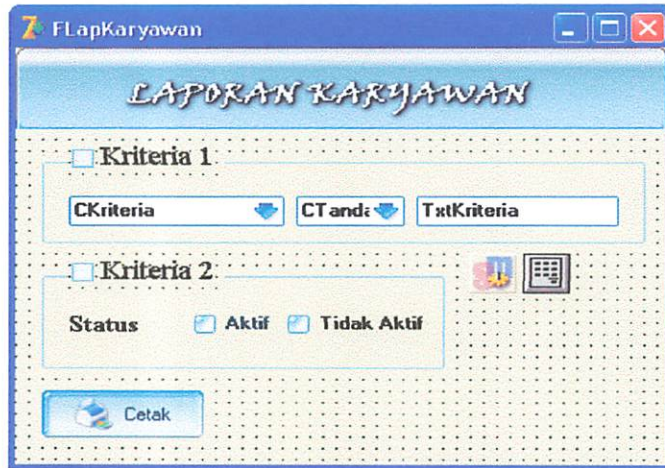 FLapKaryawan
LAPORAN KARYAWAN
Kriteria 1
CKriteria CTanda TxtKriteria
Kriteria 2
Status Aktif Tidak Aktif
Cetak